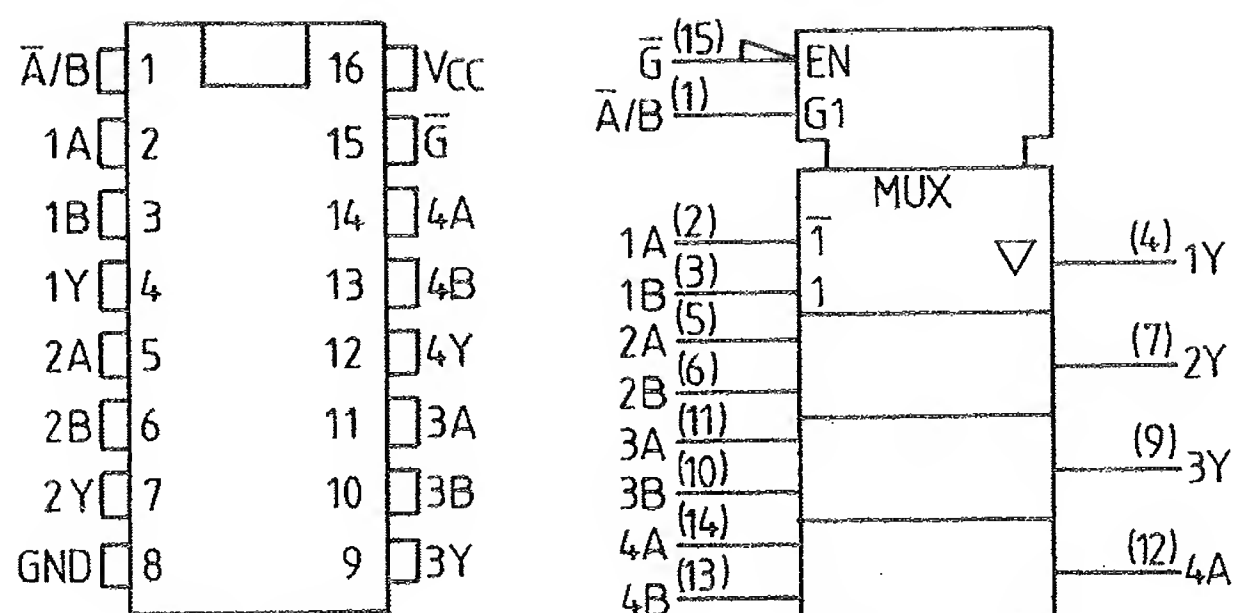 A̅/B 1 16 VCC
1A 2 15 G̅
1B 3 14 4A
1Y 4 13 4B
2A 5 12 4Y
2B 6 11 3A
2Y 7 10 3B
GND 8 9 3Y
G̅ (15) EN
A̅/B (1) G1
MUX
1A (2) 1̅ ▽ (4) 1Y
1B (3) 1
2A (5)
2B (6) (7) 2Y
3A (11)
3B (10) (9) 3Y
4A (14)
4B (13) (12) 4A